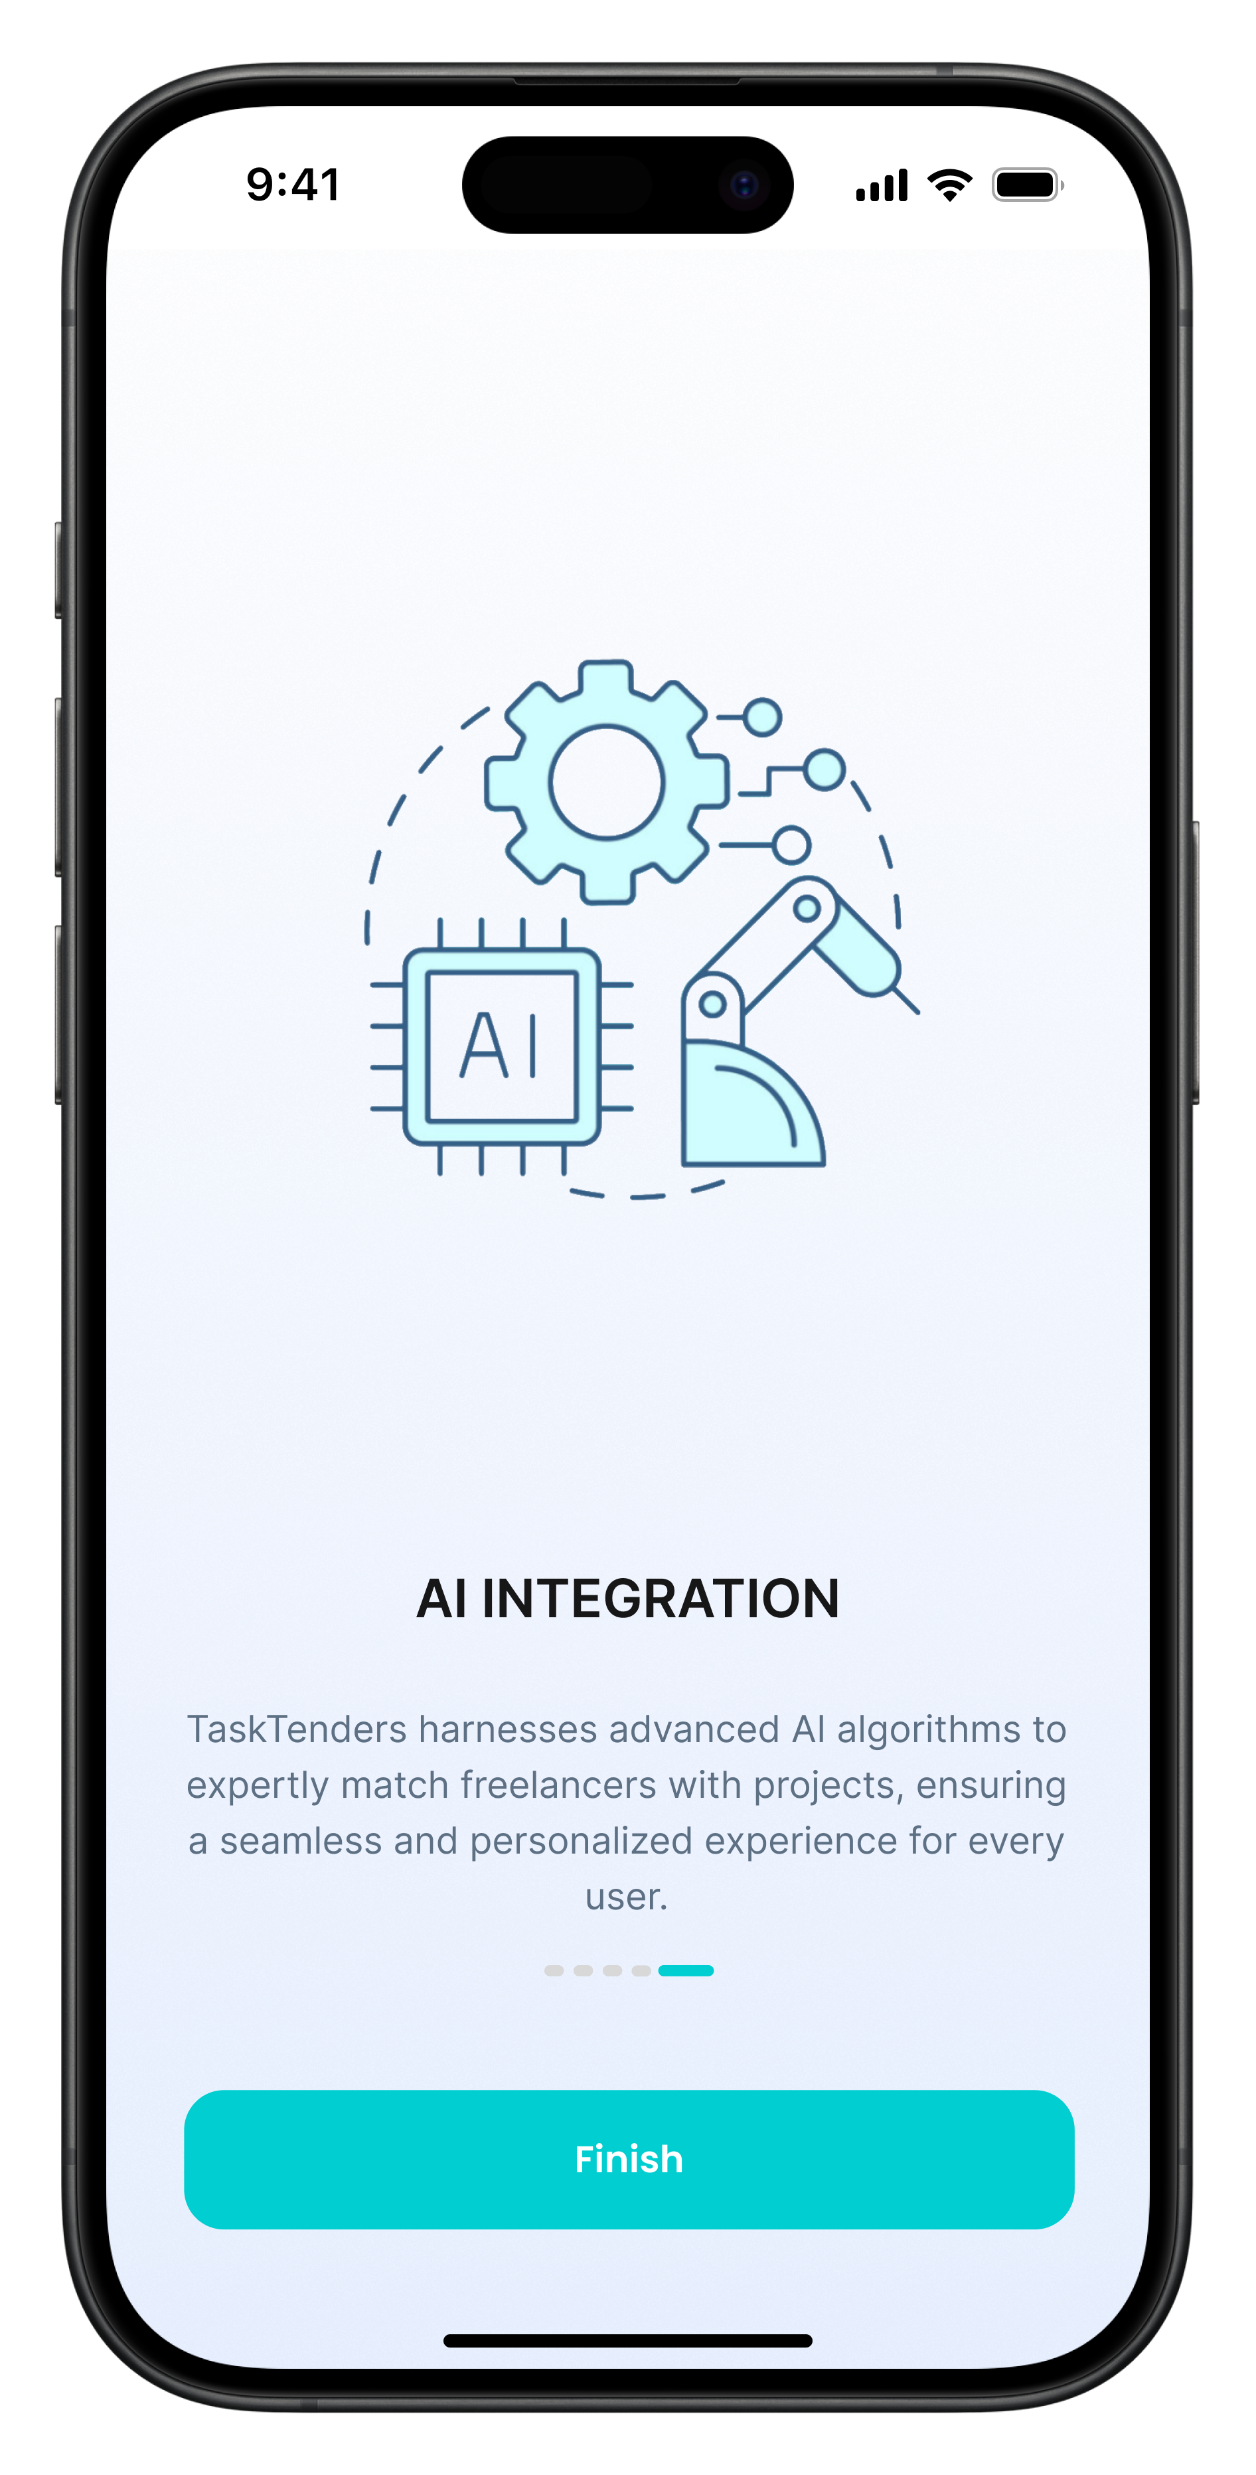 9:41
AI
AI INTEGRATION
TaskTenders harnesses advanced AI algorithms to
expertly match freelancers with projects, ensuring
a seamless and personalized experience for every
user.
Finish